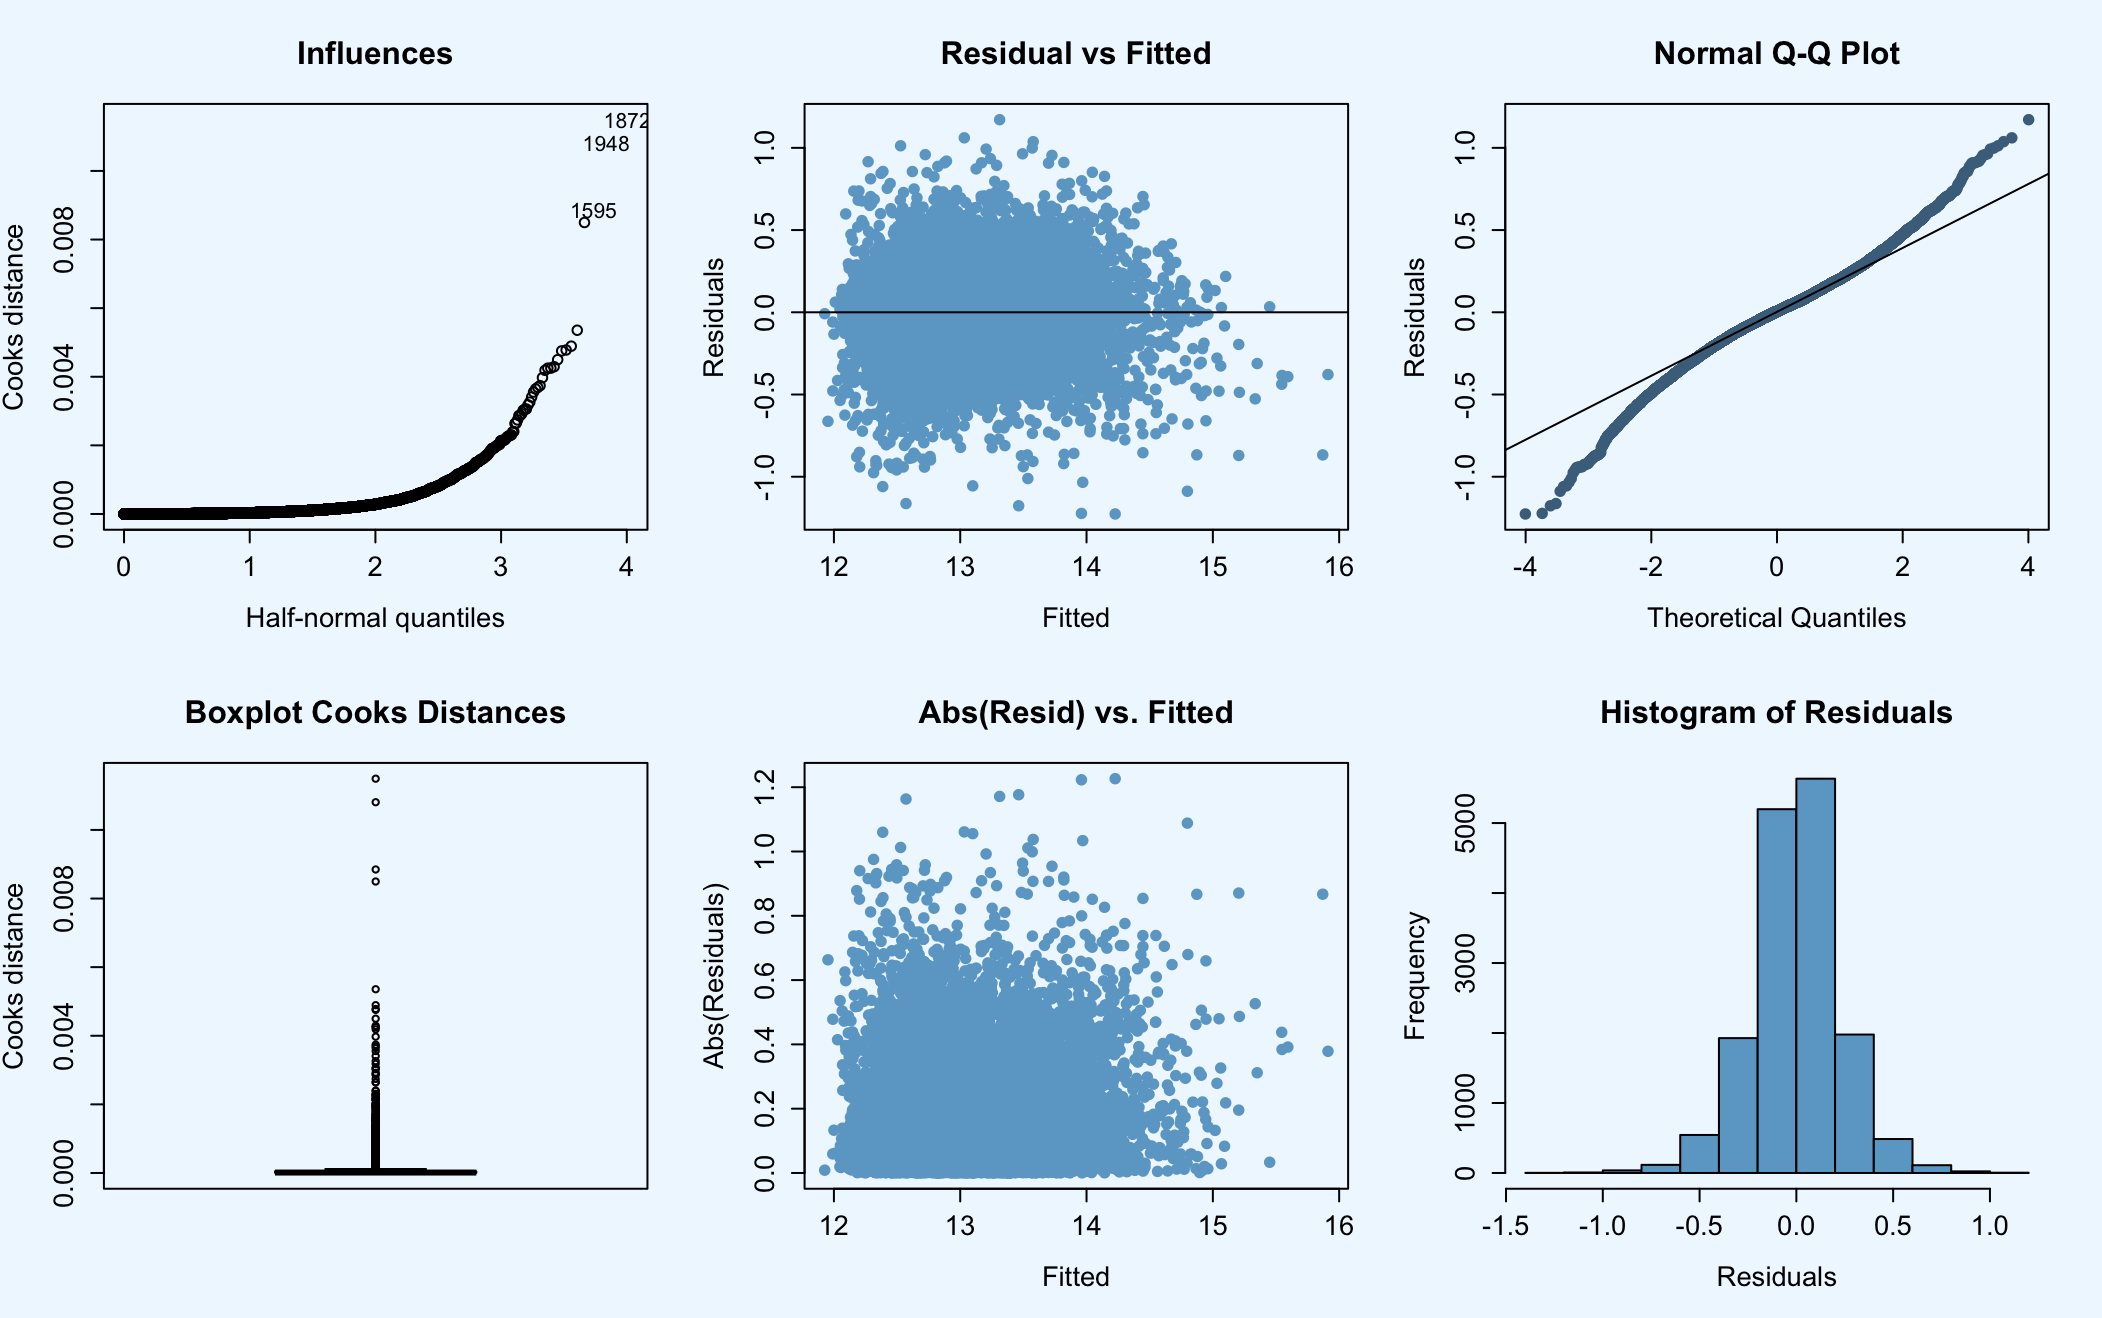 Influences
Cooks distance
0.000
0.004
0.008
1872
1948
1595
0 1 2 3 4
Half-normal quantiles
Residual vs Fitted
Residuals
-1.0
-0.5
0.0
0.5
1.0
12 13 14 15 16
Fitted
Normal Q-Q Plot
Residuals
-1.0
-0.5
0.0
0.5
1.0
-4 -2 0 2 4
Theoretical Quantiles
Boxplot Cooks Distances
Cooks distance
0.000
0.004
0.008
Abs(Resid) vs. Fitted
Abs(Residuals)
0.0
0.2
0.4
0.6
0.8
1.0
1.2
12 13 14 15 16
Fitted
Histogram of Residuals
Frequency
0
1000
3000
5000
-1.5 -1.0 -0.5 0.0 0.5 1.0
Residuals